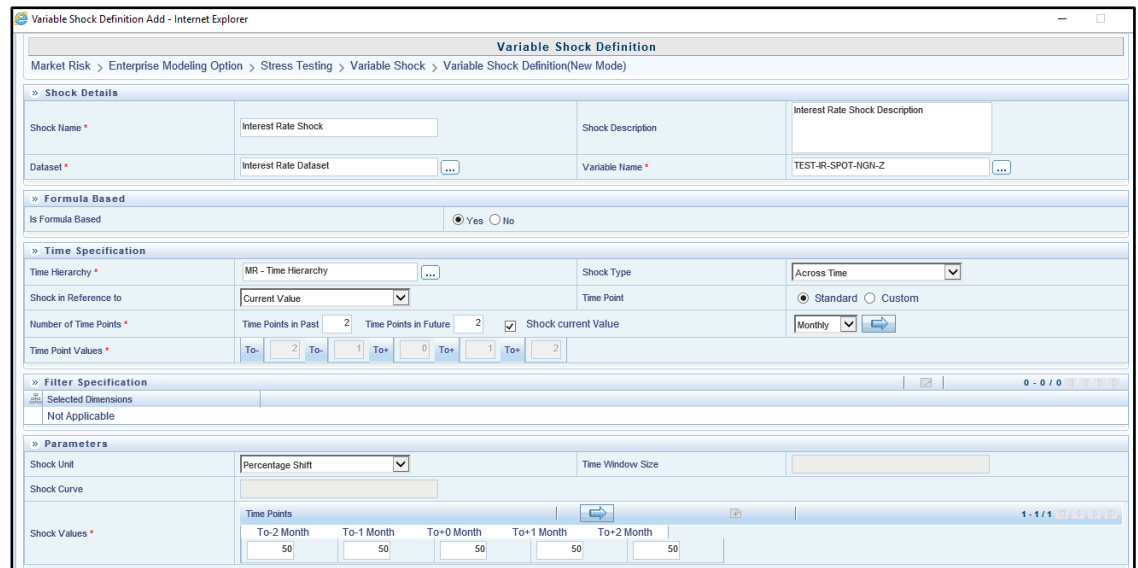 Variable Shock Definition Add - Internet Explorer
Variable Shock Definition
Market Risk > Enterprise Modeling Option > Stress Testing > Variable Shock > Variable Shock Definition(New Mode)
» Shock Details
Shock Name * Interest Rate Shock Shock Description Interest Rate Shock Description
Dataset * Interest Rate Dataset ... Variable Name * TEST-IR-SPOT-NGN-Z ...
» Formula Based
Is Formula Based Yes No
» Time Specification
Time Hierarchy * MR - Time Hierarchy ... Shock Type Across Time
Shock in Reference to Current Value Time Point Standard Custom
Number of Time Points * Time Points in Past 2 Time Points in Future 2 Shock current Value Monthly
Time Point Values * To- 2 To- 1 To+ 0 To+ 1 To+ 2
» Filter Specification 0 - 0 / 0
Selected Dimensions
Not Applicable
» Parameters
Shock Unit Percentage Shift Time Window Size
Shock Curve
Time Points 1 - 1 / 1
Shock Values * To-2 Month To-1 Month To+0 Month To+1 Month To+2 Month
50 50 50 50 50